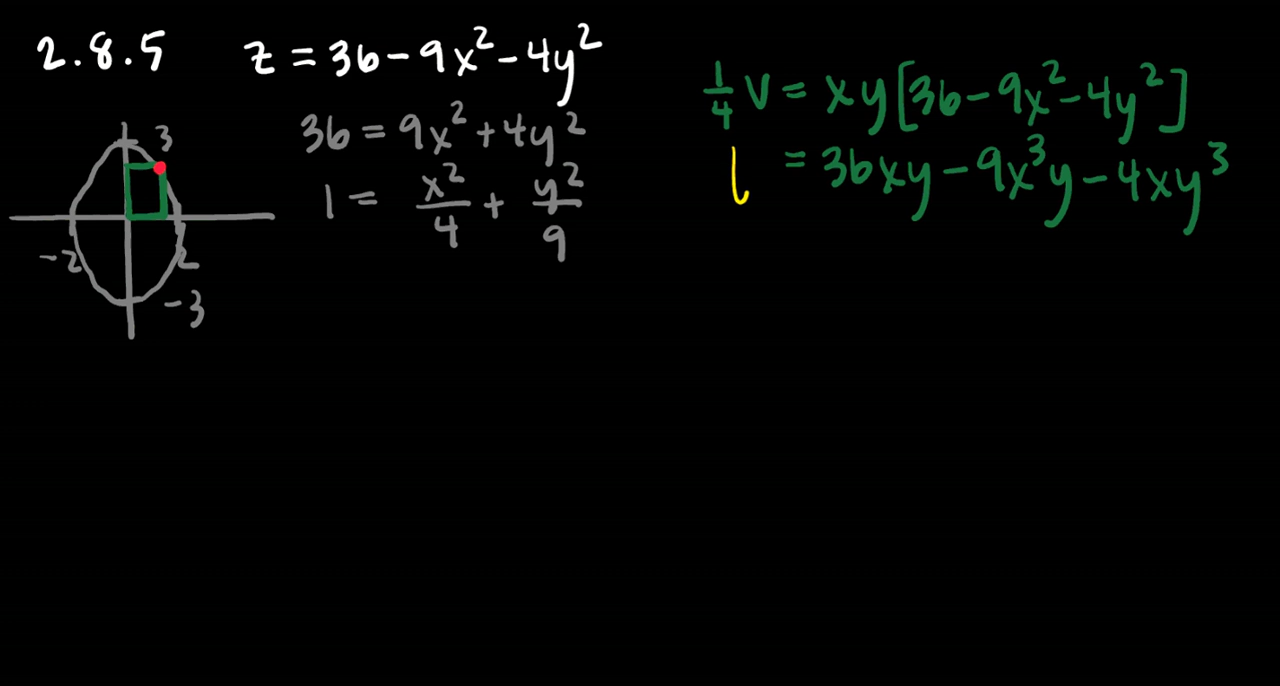 2.8.5
z = 36 - 9x² - 4y²
36 = 9x² + 4y²
1 = x²/4 + y²/9
3
-2
2
-3
¼V = xy[36 - 9x² - 4y²]
= 36xy - 9x³y - 4xy³